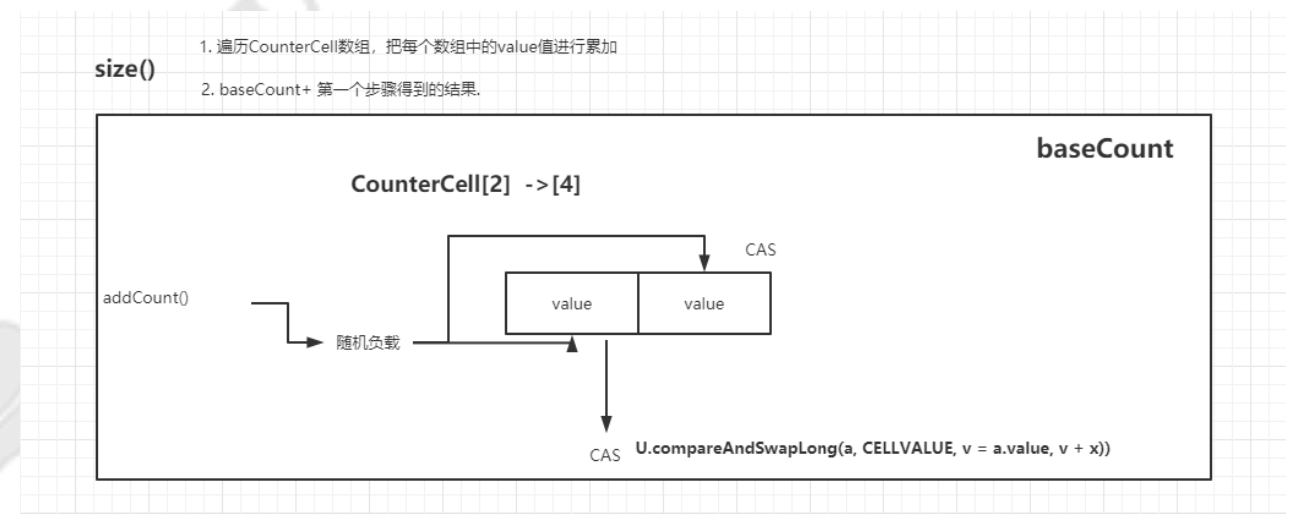 1. 遍历CounterCell数组，把每个数组中的value值进行累加
size()
2. baseCount+ 第一个步骤得到的结果.
baseCount
CounterCell[2] ->[4]
CAS
addCount()
value
value
随机负载
CAS
U.compareAndSwapLong(a, CELLVALUE, v = a.value, v + x))